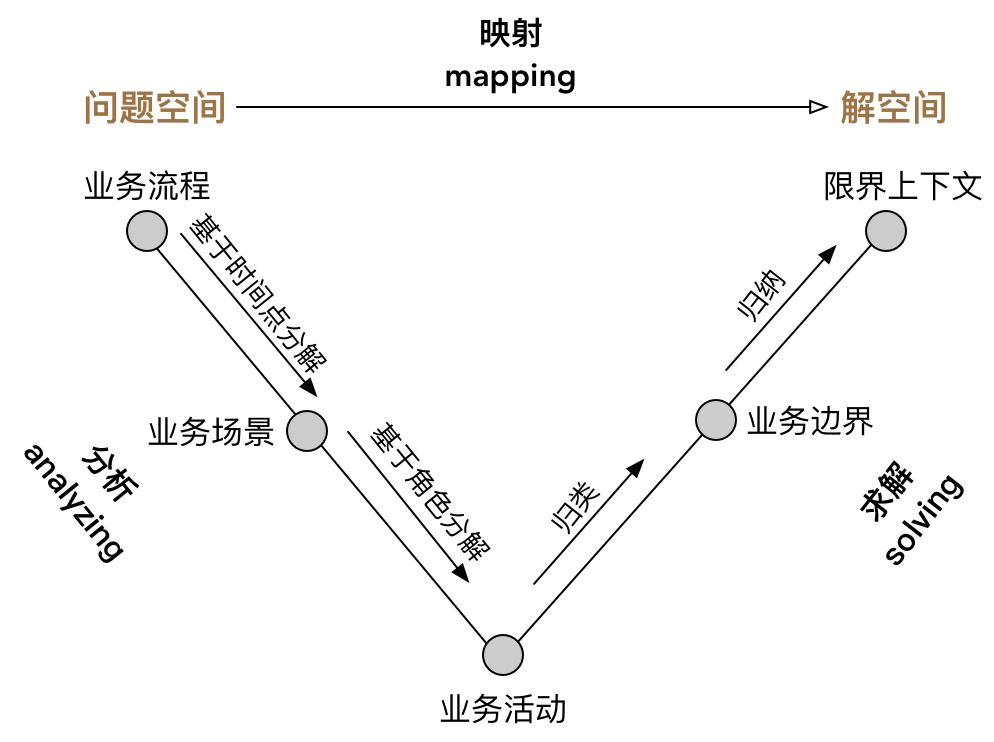 映射
mapping
问题空间
解空间
业务流程
限界上下文
基于时间点分解
归纳
业务场景
业务边界
基于角色分解
归类
分析
analyzing
求解
solving
业务活动